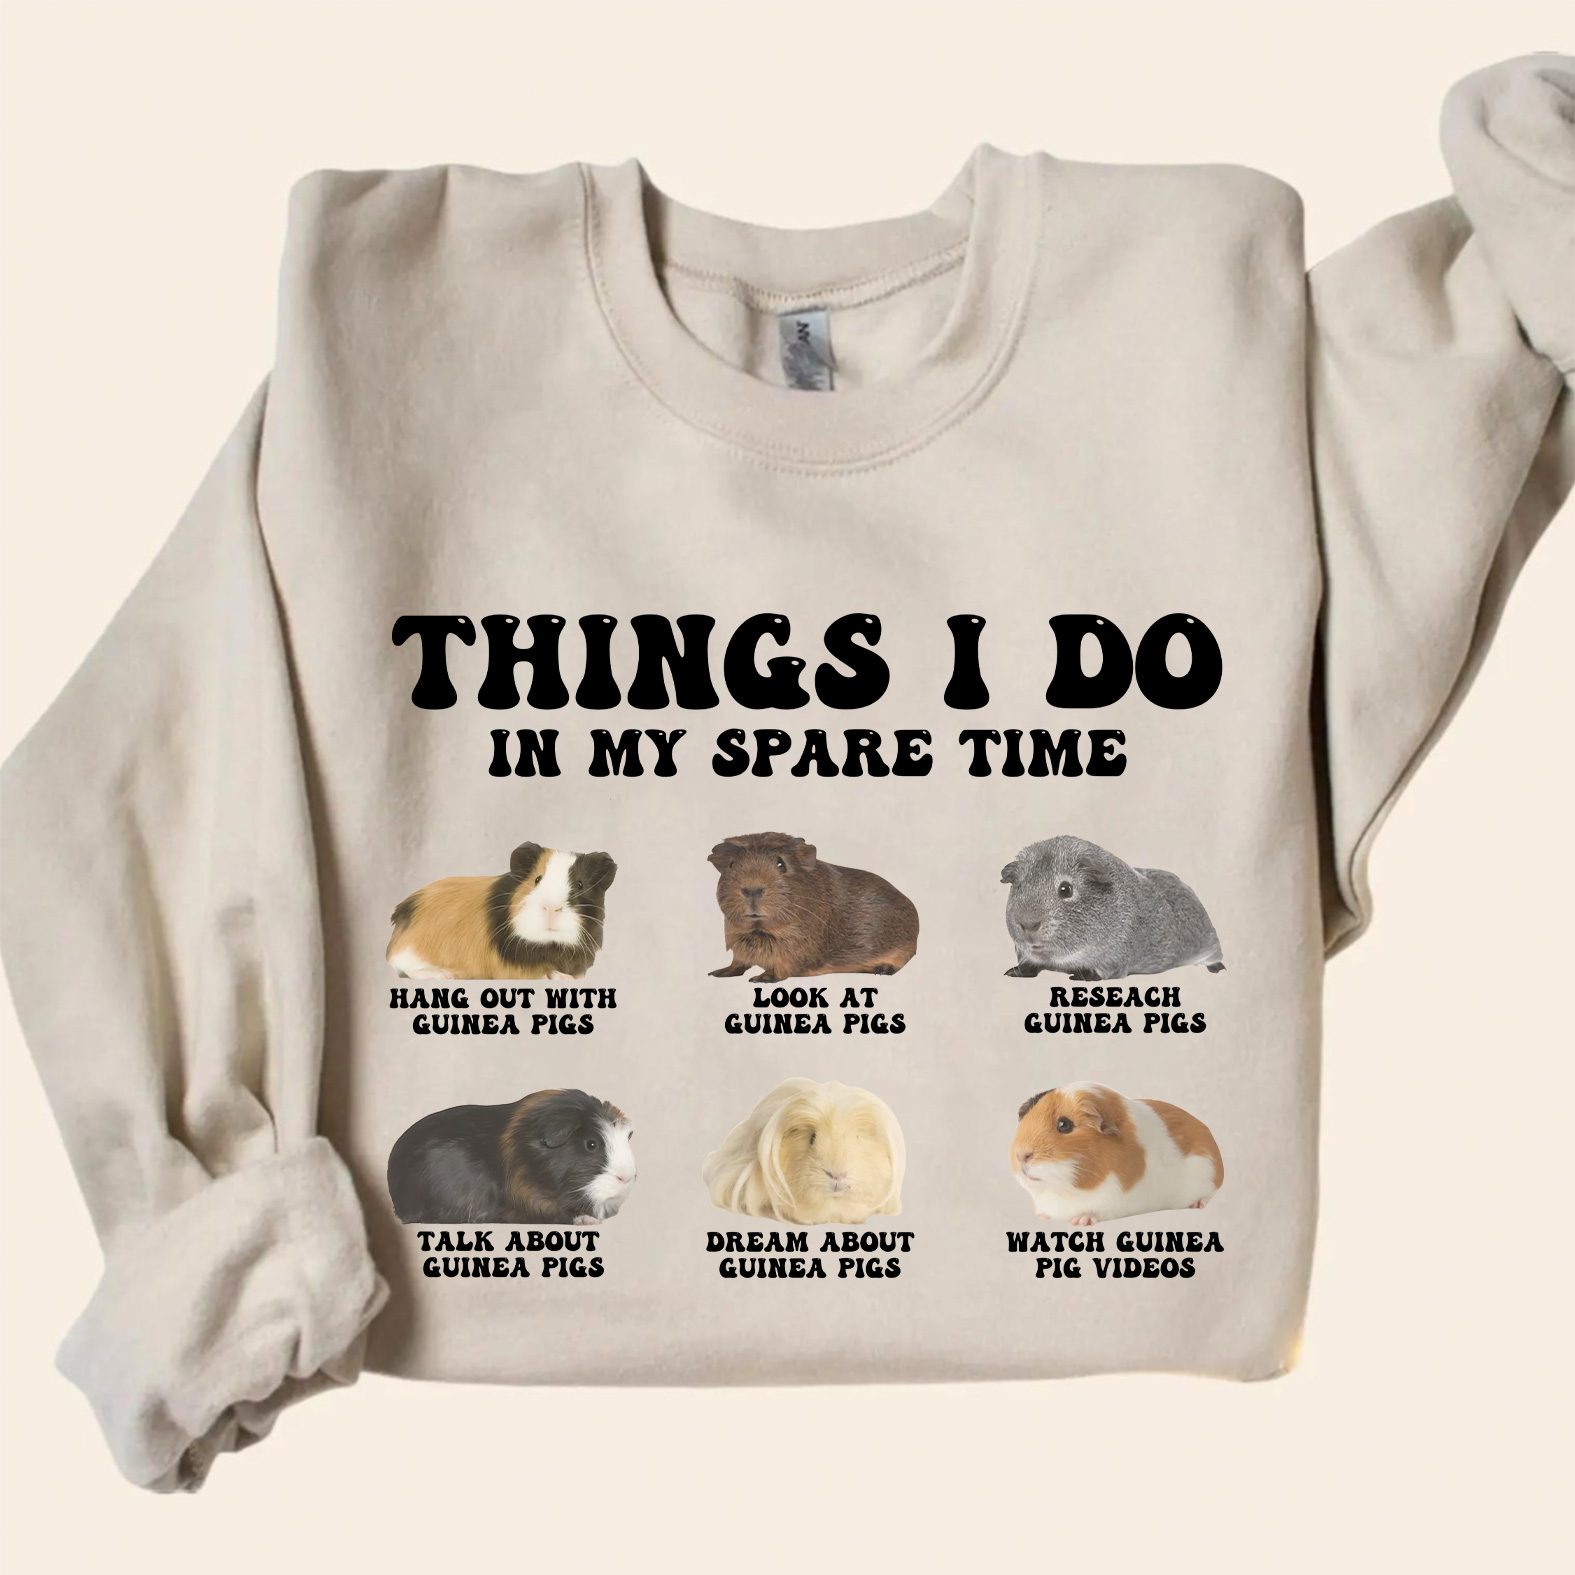 THINGS I DO
IN MY SPARE TIME
HANG OUT WITH
GUINEA PIGS
LOOK AT
GUINEA PIGS
RESEACH
GUINEA PIGS
TALK ABOUT
GUINEA PIGS
DREAM ABOUT
GUINEA PIGS
WATCH GUINEA
PIG VIDEOS